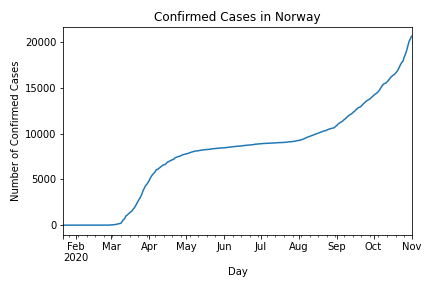 Confirmed Cases in Norway
Number of Confirmed Cases
20000
15000
10000
5000
0
Feb Mar Apr May Jun Jul Aug Sep Oct Nov
2020
Day